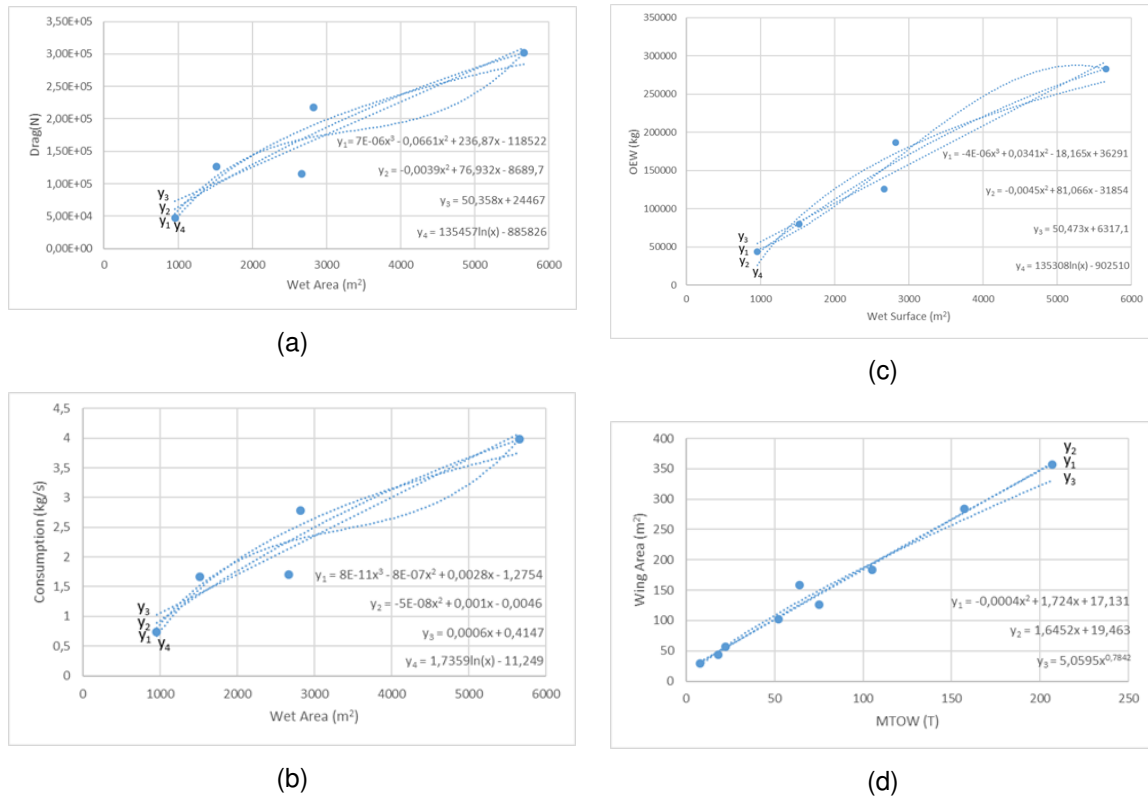 3,50E+05
3,00E+05
2,50E+05
2,00E+05
1,50E+05
1,00E+05
5,00E+04
0,00E+00
Drag(N)
y₁= 7E-06x³ - 0,0661x² + 236,87x - 118522
y₂ = -0,0039x² + 76,932x - 8689,7
y₃ = 50,358x + 24467
y₄ = 135457ln(x) - 885826
y₃
y₂
y₁ y₄
0 1000 2000 3000 4000 5000 6000
Wet Area (m²)
(a)
350000
300000
250000
200000
150000
100000
50000
0
OEW (kg)
y₁ = -4E-06x³ + 0,0341x² - 18,165x + 36291
y₂ = -0,0045x² + 81,066x - 31854
y₃ = 50,473x + 6317,1
y₄ = 135308ln(x) - 902510
y₃
y₁
y₂
y₄
0 1000 2000 3000 4000 5000 6000
Wet Surface (m²)
(c)
4,5
4
3,5
3
2,5
2
1,5
1
0,5
0
Consumption (kg/s)
y₁ = 8E-11x³ - 8E-07x² + 0,0028x - 1,2754
y₂ = -5E-08x² + 0,001x - 0,0046
y₃ = 0,0006x + 0,4147
y₄ = 1,7359ln(x) - 11,249
y₃
y₂
y₁ y₄
0 1000 2000 3000 4000 5000 6000
Wet Area (m²)
(b)
400
350
300
250
200
150
100
50
0
Wing Area (m²)
y₂
y₁
y₃
y₁ = -0,0004x² + 1,724x + 17,131
y₂ = 1,6452x + 19,463
y₃ = 5,0595x⁰,⁷⁸⁴²
0 50 100 150 200 250
MTOW (T)
(d)